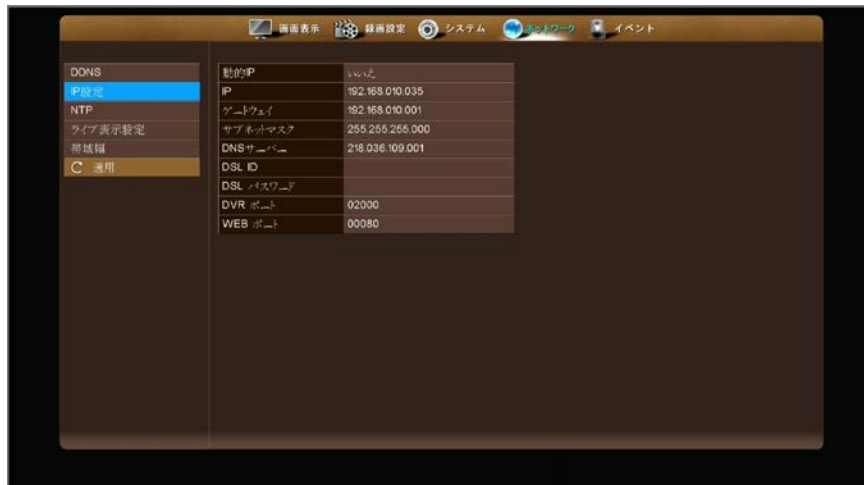 画面表示 録画設定 システム ネットワーク イベント
DDNS
IP設定
NTP
ライブ表示設定
帯域幅
適用
動的IP いいえ
IP 192.168.010.035
ゲートウェイ 192.168.010.001
サブネットマスク 255.255.255.000
DNSサーバー 218.036.109.001
DSL ID
DSL パスワード
DVR ポート 02000
WEB ポート 00080